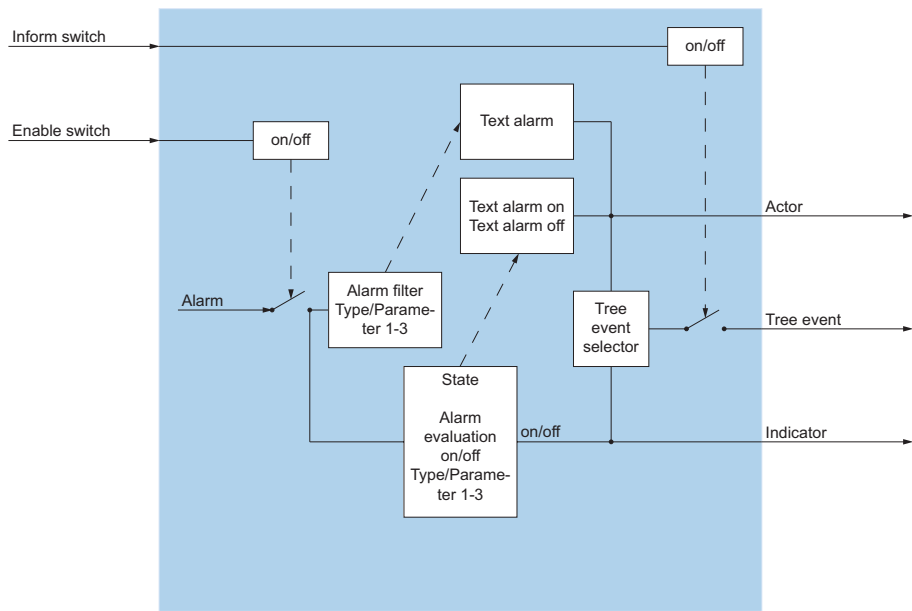 Inform switch
on/off
Enable switch
on/off
Text alarm
Text alarm on
Text alarm off
Actor
Alarm
Alarm filter
Type/Parame-
ter 1-3
Tree
event
selector
Tree event
State
Alarm
evaluation
on/off
Type/Parame-
ter 1-3
on/off
Indicator